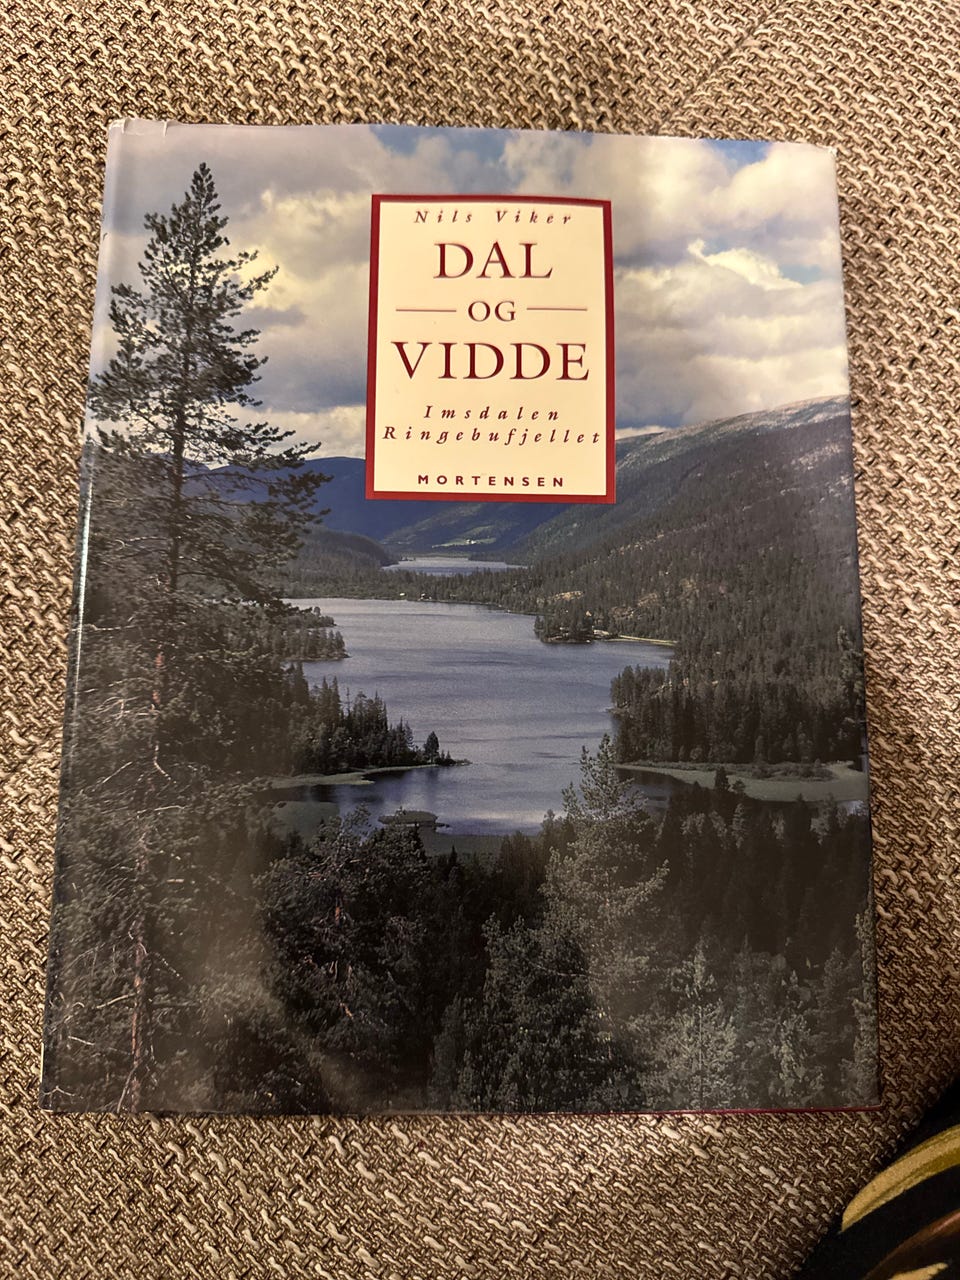 Nils Viker
DAL
OG
VIDDE
Imsdalen
Ringebufjellet
MORTENSEN